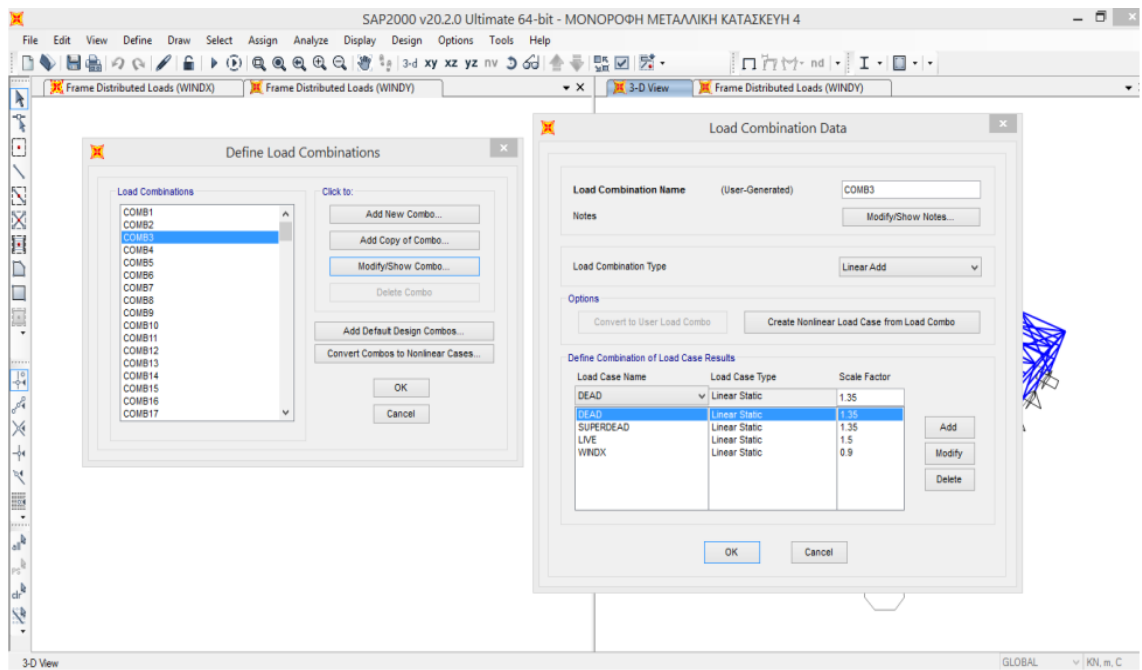 SAP2000 v20.2.0 Ultimate 64-bit - ΜΟΝΟΡΟΦΗ ΜΕΤΑΛΛΙΚΗ ΚΑΤΑΣΚΕΥΗ 4
File Edit View Define Draw Select Assign Analyze Display Design Options Tools Help
3-d xy xz yz nv nd
Frame Distributed Loads (WINDX) Frame Distributed Loads (WINDY) 3-D View Frame Distributed Loads (WINDY)
Define Load Combinations
Load Combinations
COMB1
COMB2
COMB3
COMB4
COMB5
COMB6
COMB7
COMB8
COMB9
COMB10
COMB11
COMB12
COMB13
COMB14
COMB15
COMB16
COMB17
Click to:
Add New Combo...
Add Copy of Combo...
Modify/Show Combo...
Delete Combo
Add Default Design Combos...
Convert Combos to Nonlinear Cases...
OK
Cancel
Load Combination Data
Load Combination Name (User-Generated) COMB3
Notes Modify/Show Notes...
Load Combination Type Linear Add
Options
Convert to User Load Combo Create Nonlinear Load Case from Load Combo
Define Combination of Load Case Results
Load Case Name Load Case Type Scale Factor
DEAD Linear Static 1.35
DEAD Linear Static 1.35
SUPERDEAD Linear Static 1.35
LIVE Linear Static 1.5
WINDX Linear Static 0.9
Add
Modify
Delete
OK Cancel
all
PS
clr
3-D View GLOBAL KN, m, C